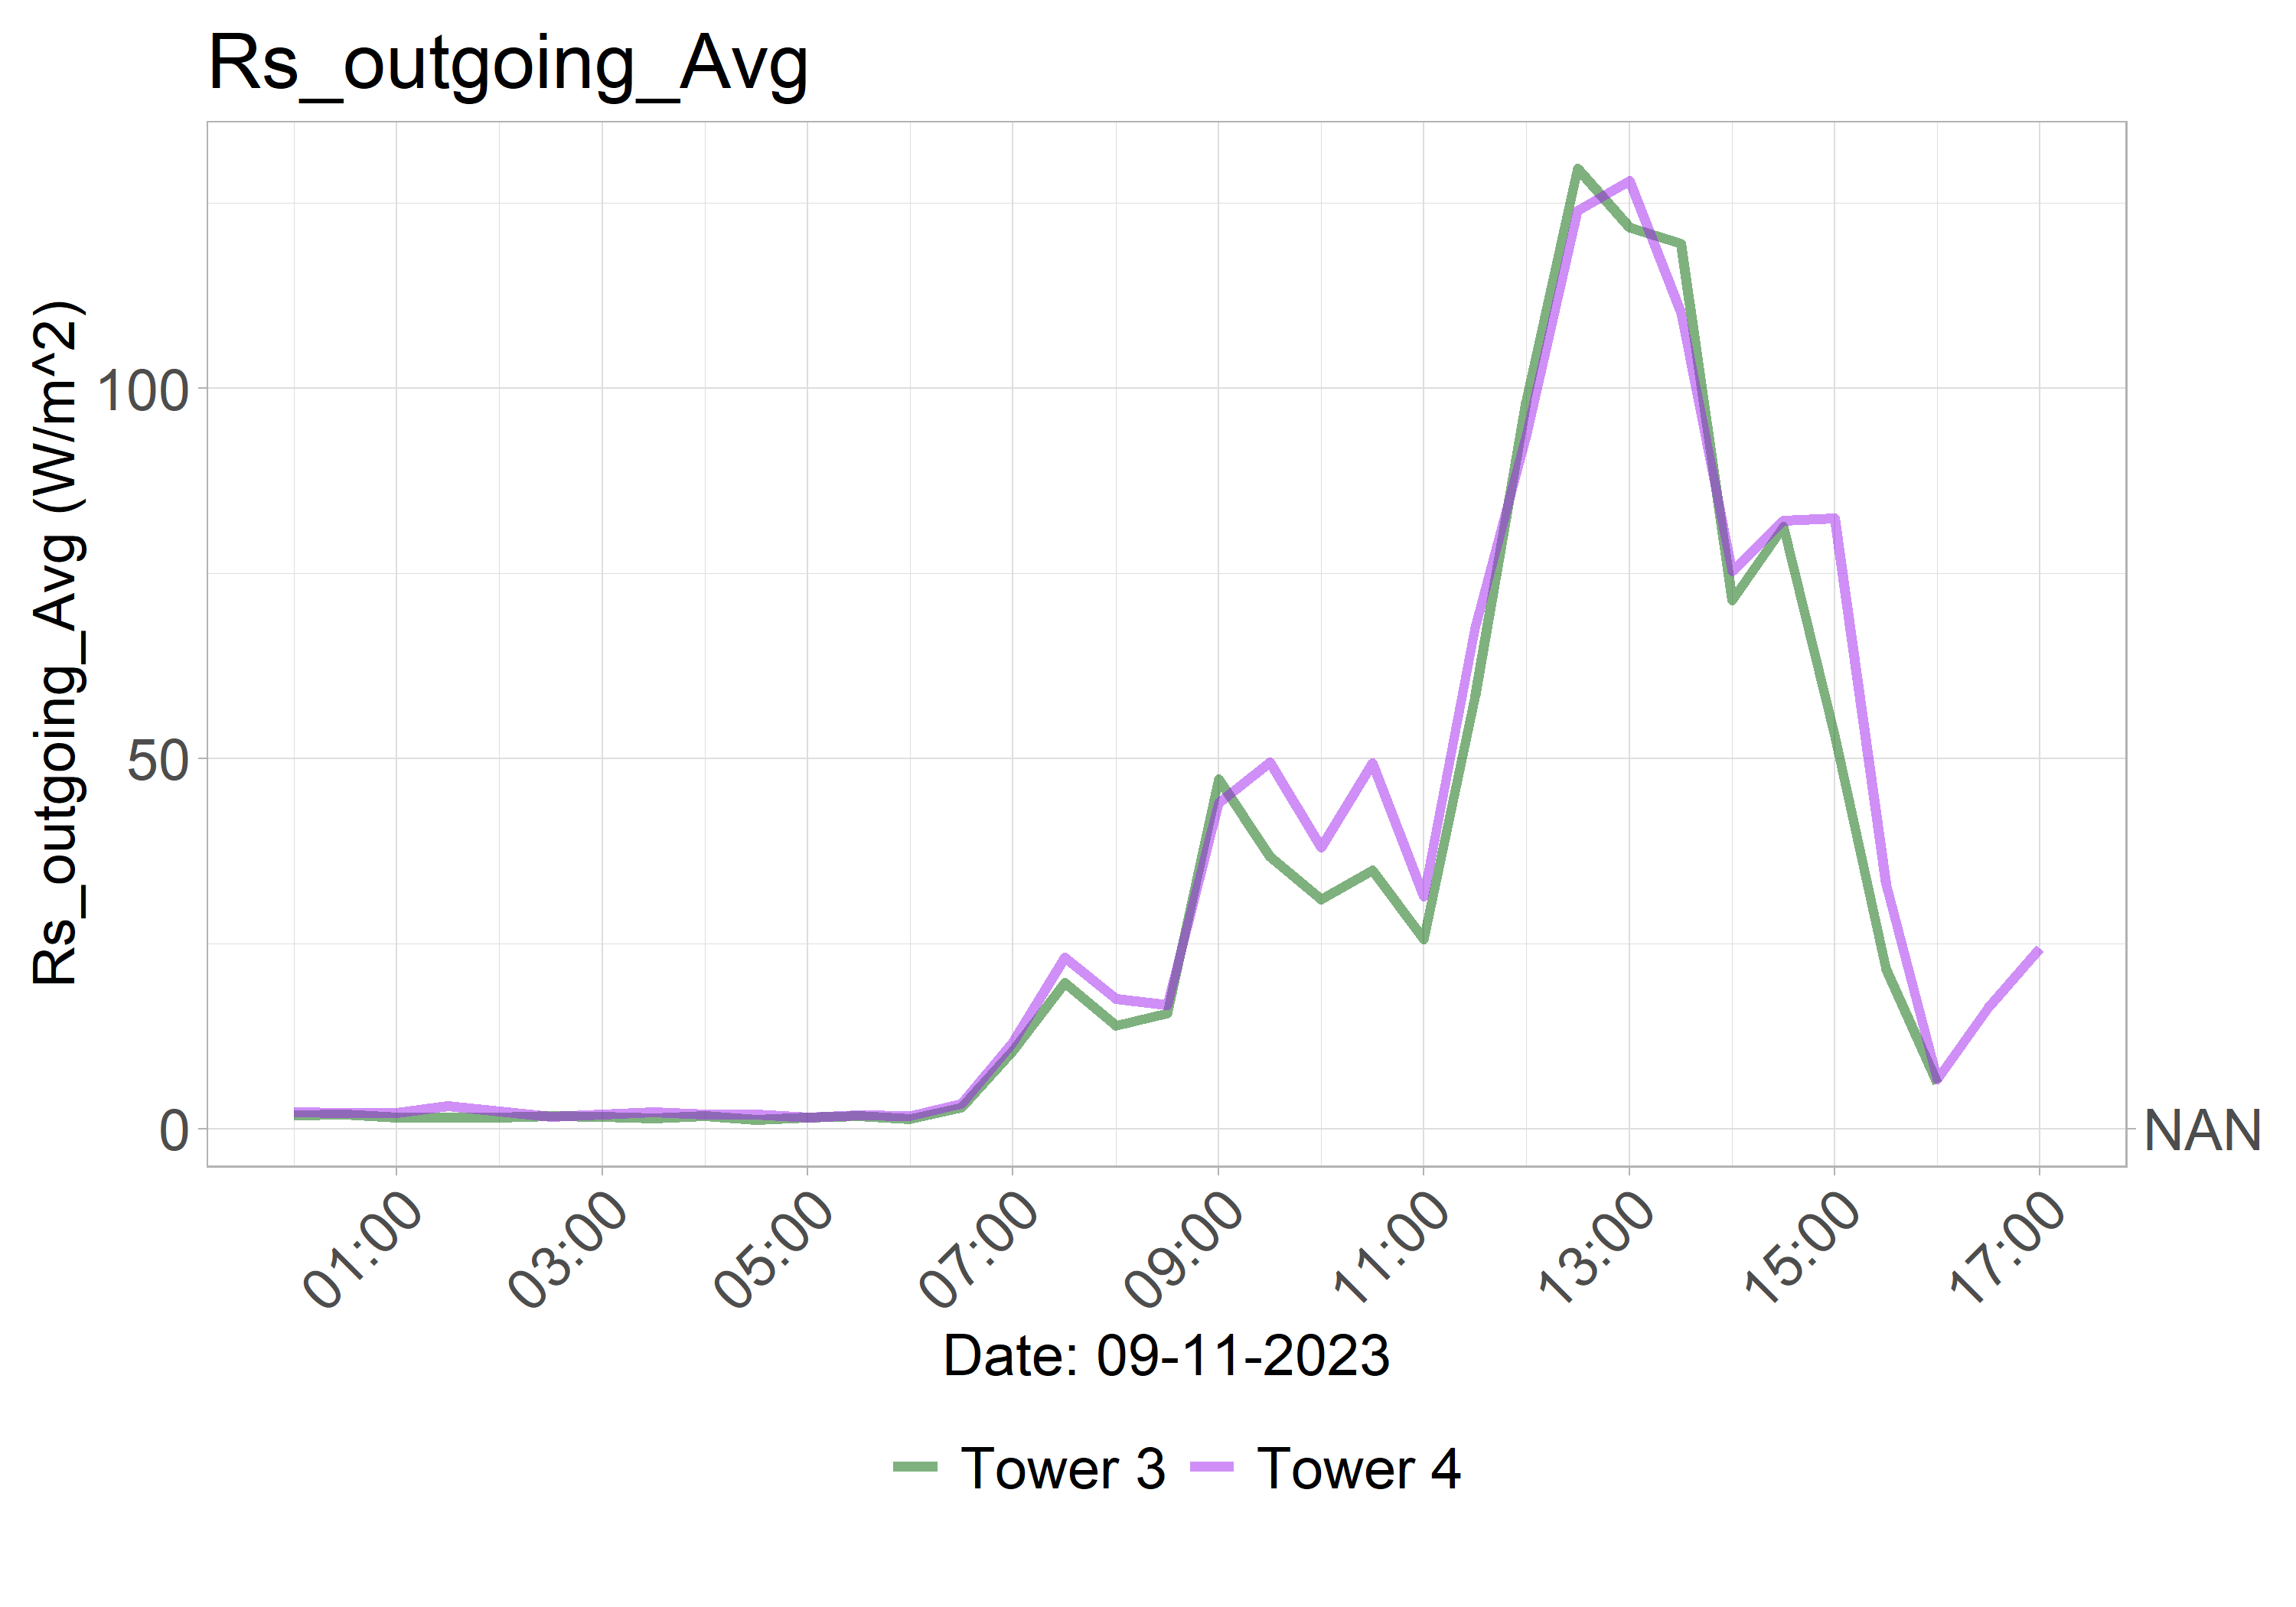 Rs_outgoing_Avg
Rs_outgoing_Avg (W/m^2)
100
50
0
NAN
01:00
03:00
05:00
07:00
09:00
11:00
13:00
15:00
17:00
Date: 09-11-2023
Tower 3
Tower 4